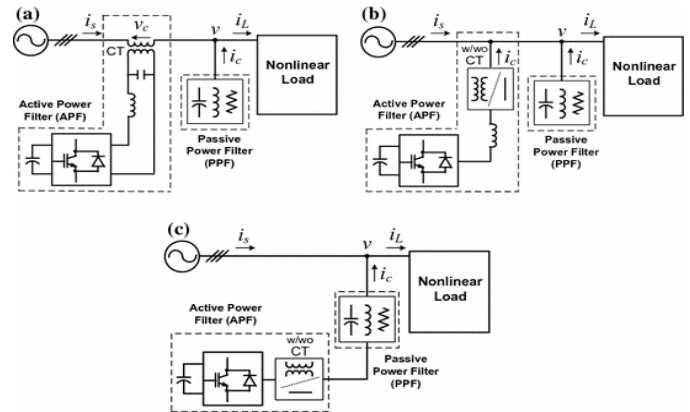 (a)
i_s
v_c
CT
v
i_L
i_c
Nonlinear
Load
Active Power
Filter (APF)
Passive
Power Filter
(PPF)
(b)
i_s
w/wo
CT
i_c
v
i_L
i_c
Nonlinear
Load
Active Power
Filter (APF)
Passive
Power Filter
(PPF)
(c)
i_s
v
i_L
i_c
Nonlinear
Load
Active Power
Filter (APF)
w/wo
CT
Passive
Power Filter
(PPF)